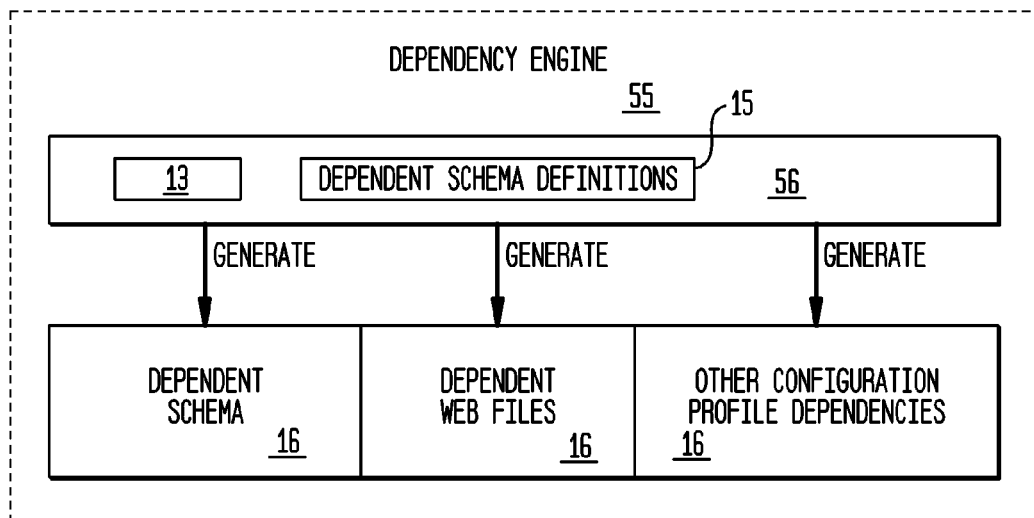 DEPENDENCY ENGINE
55
15
13
DEPENDENT SCHEMA DEFINITIONS
56
GENERATE
GENERATE
GENERATE
DEPENDENT
SCHEMA
16
DEPENDENT
WEB FILES
16
OTHER CONFIGURATION
PROFILE DEPENDENCIES
16